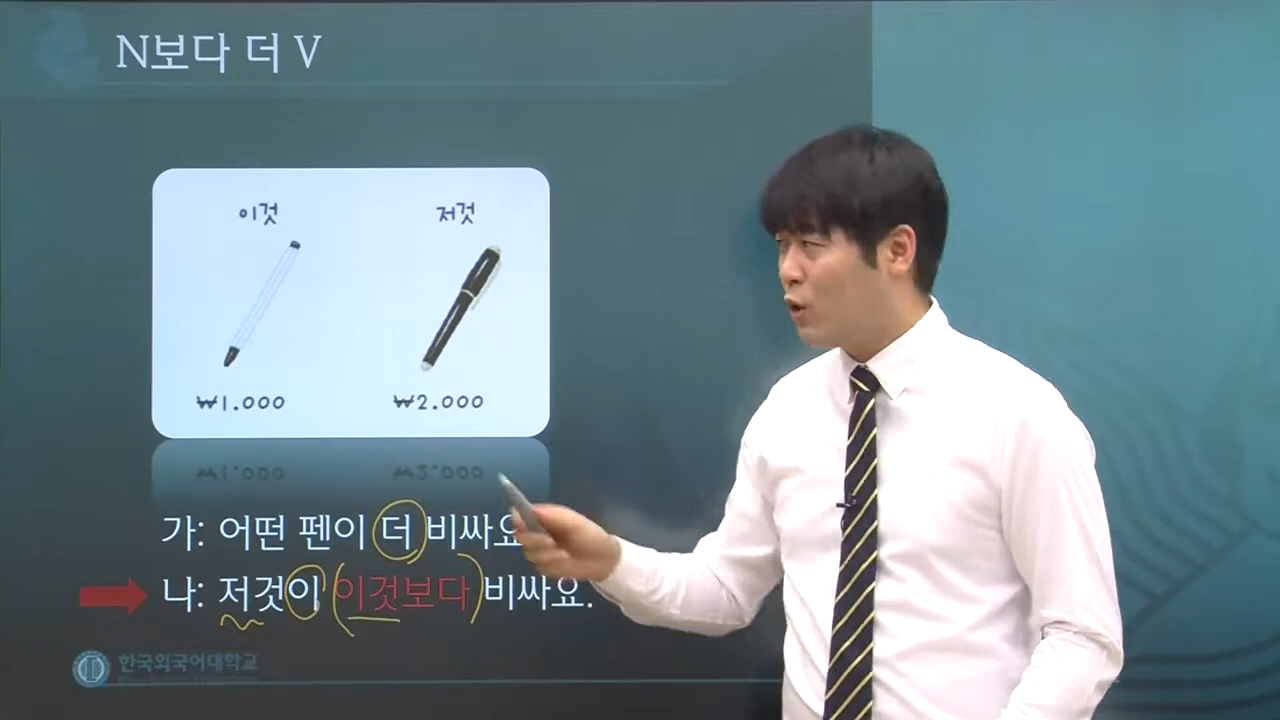 N보다 더 V
이것 저것
₩1.000 ₩2.000
가: 어떤 펜이 더 비싸요
나: 저것이 (이것보다) 비싸요.
한국외국어대학교